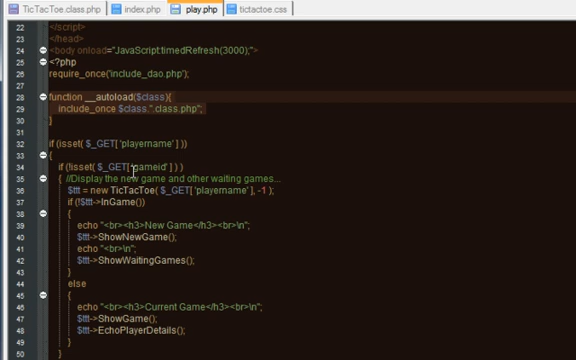 TicTacToe.class.php index.php play.php tictactoe.css
22 </script>
23 </head>
24 <body onload="JavaScript:timedRefresh(3000);">
25 <?php
26 require_once('include_dao.php');
27
28 function __autoload($class){
29 include_once $class.".class.php";
30 }
31
32 if (isset( $_GET[ 'playername' ] ))
33 {
34 if (!isset( $_GET[ 'gameid' ] ) )
35 { //Display the new game and other waiting games...
36 $ttt = new TicTacToe( $_GET[ 'playername' ], -1 );
37 if (!$ttt->InGame())
38 {
39 echo "<br><h3>New Game</h3><br>\n";
40 $ttt->ShowNewGame();
41 echo "<br>\n";
42 $ttt->ShowWaitingGames();
43 }
44 else
45 {
46 echo "<br><h3>Current Game</h3><br>\n";
47 $ttt->ShowGame();
48 $ttt->EchoPlayerDetails();
49 }
50 }